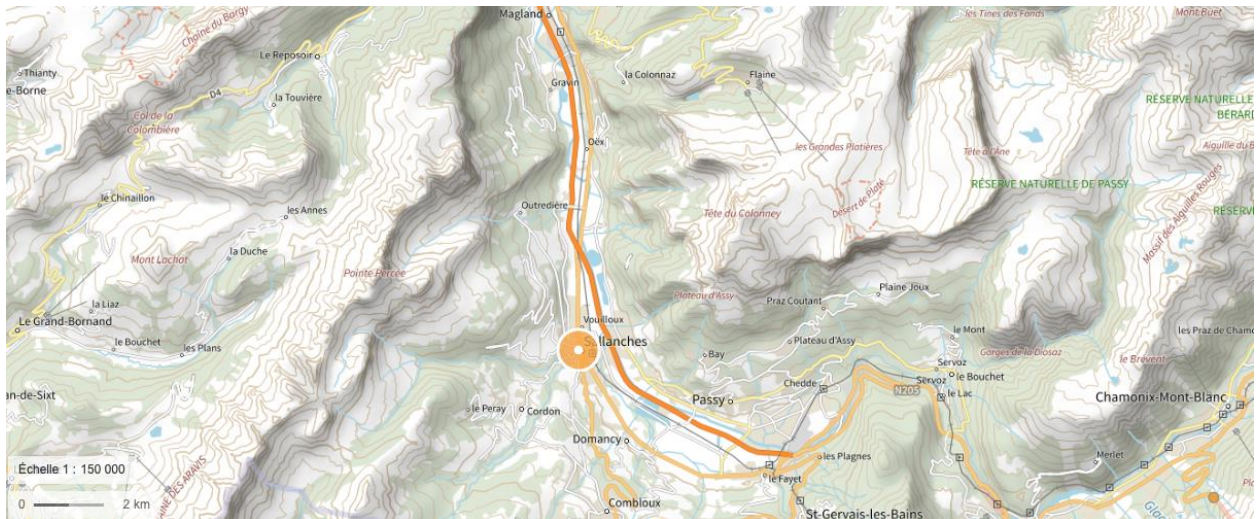 Magland
les Tines des Fonds
Mont Buet
Chaîne du Bargy
Le Reposoir
Thianty
e-Borne
la Colonnaz
Flaine
Gravin
D4
la Touvière
RÉSERVE NATURELLE
BÉRARD
Col de la
Colombière
Oëx
les Grandes Platières
Tête à l'Ane
Aiguille du B
RÉSERVE NATURELLE DE PASSY
le Chinaillon
les Annes
Outredière
Tête du Colonney
Désert de Platé
RÉSERVE
Massif des Aiguilles Rouges
la Duche
Mont Lachat
Pointe Percée
Plaine Joux
Plateau d'Assy
Praz Coutant
la Liaz
Le Grand-Bornand
Vouilloux
Sallanches
le Mont
les Praz de Chamo
Plateau d'Assy
le Bouchet
les Plans
Bay
Gorges de la Diosaz
le Brévent
Servoz
Chedde
Servoz
le Bouchet
N205
le Lac
an-de-Sixt
Passy
Chamonix-Mont-Blanc
le Peray
Cordon
Domancy
les Plagnes
Merlet
Échelle 1 : 150 000
le Fayet
AINE DES ARAVIS
0
2 km
Combloux
St-Gervais-les-Bains